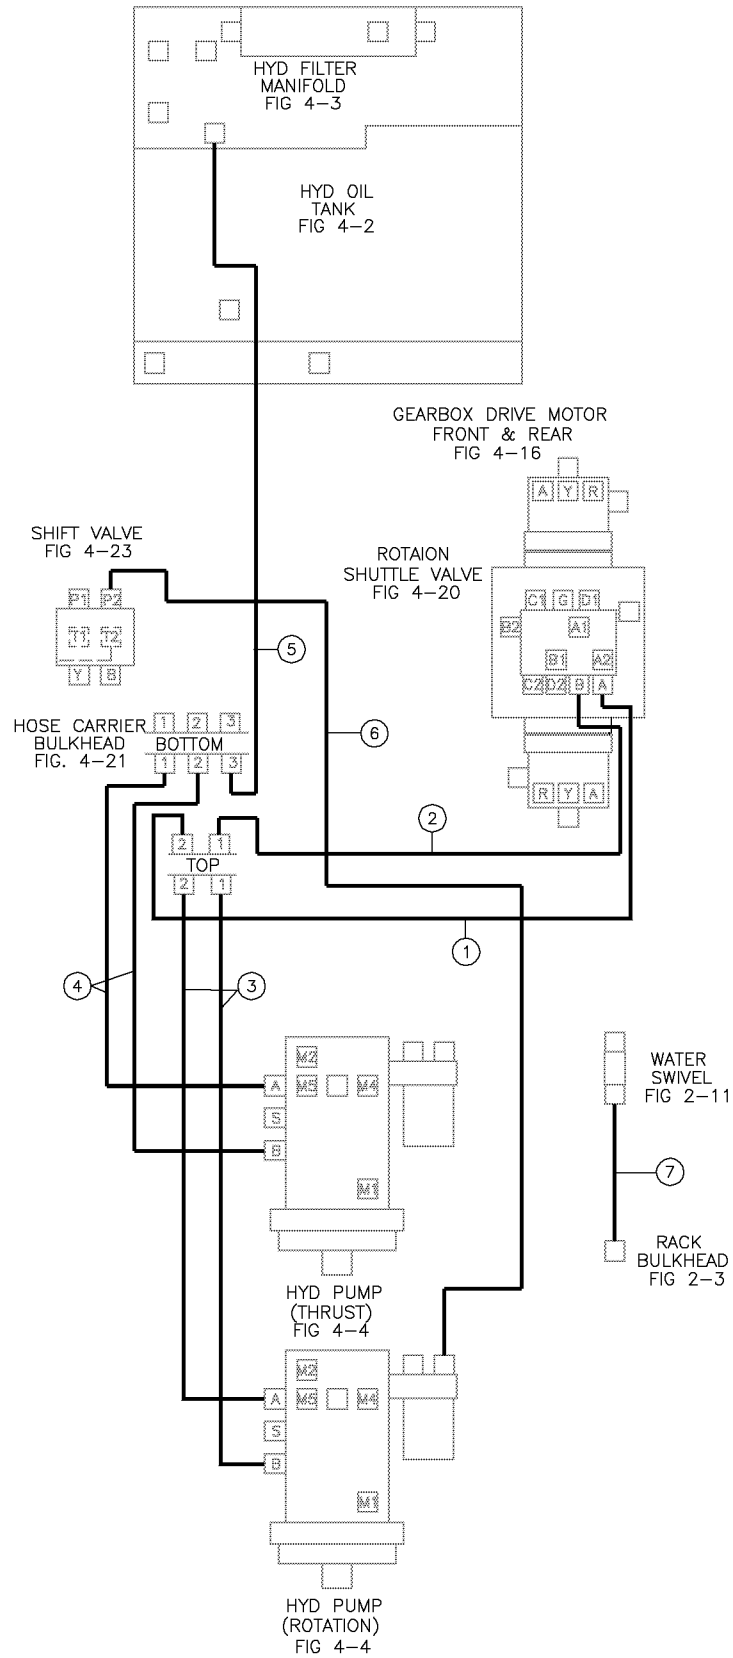 HYD FILTER
MANIFOLD
FIG 4-3
HYD OIL
TANK
FIG 4-2
GEARBOX DRIVE MOTOR
FRONT & REAR
FIG 4-16
A Y R
SHIFT VALVE
FIG 4-23
ROTAION
SHUTTLE VALVE
FIG 4-20
P1 P2
C1 G D1
T1 T2
B2 A1
5
B1 A2
Y B
C2 D2 B A
1 2 3
HOSE CARRIER
BULKHEAD
FIG. 4-21
BOTTOM
6
1 2 3
R Y A
2
2 1
TOP
2 1
1
4
3
M2
A M5 M4
S
B
M1
WATER
SWIVEL
FIG 2-11
7
RACK
BULKHEAD
FIG 2-3
HYD PUMP
(THRUST)
FIG 4-4
M2
A M5 M4
S
B
M1
HYD PUMP
(ROTATION)
FIG 4-4